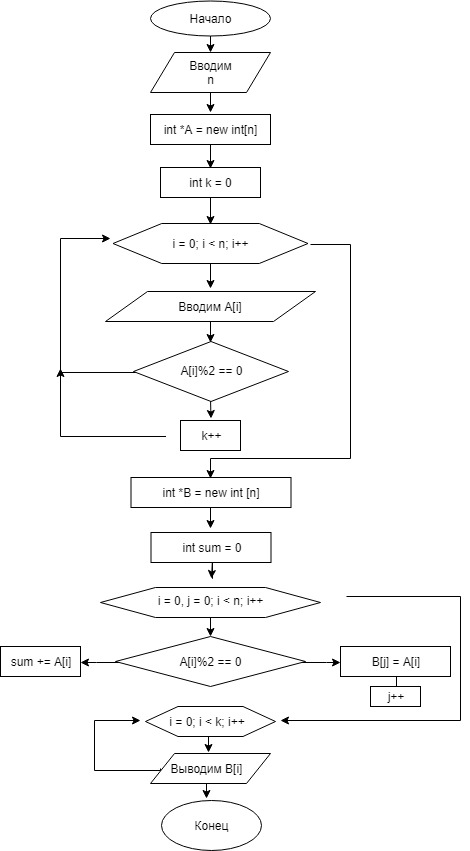 Начало
Вводим
n
int *A = new int[n]
int k = 0
i = 0; i < n; i++
Вводим A[i]
A[i]%2 == 0
k++
int *B = new int [n]
int sum = 0
i = 0, j = 0; i < n; i++
sum += A[i]
A[i]%2 == 0
B[j] = A[i]
j++
i = 0; i < k; i++
Выводим B[i]
Конец